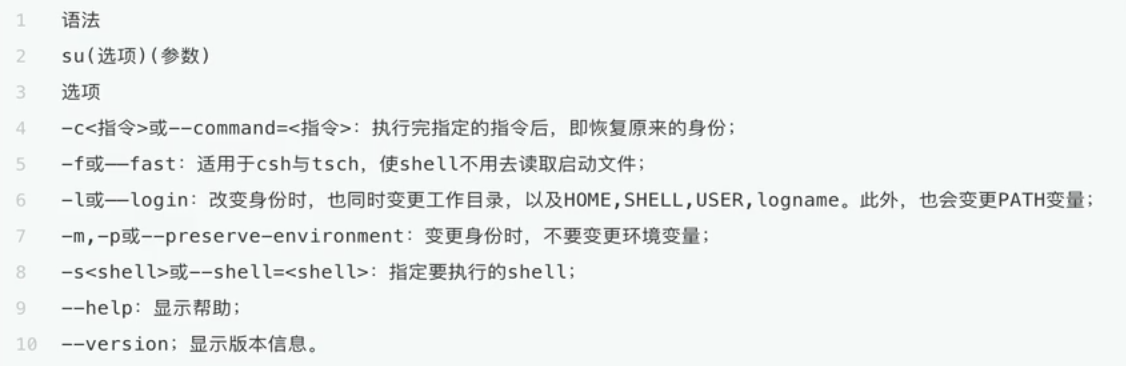 1 语法
2 su(选项)(参数)
3 选项
4 -c<指令>或--command=<指令>：执行完指定的指令后，即恢复原来的身份；
5 -f或——fast：适用于csh与tsch，使shell不用去读取启动文件；
6 -l或——login：改变身份时，也同时变更工作目录，以及HOME,SHELL,USER,logname。此外，也会变更PATH变量；
7 -m,-p或--preserve-environment：变更身份时，不要变更环境变量；
8 -s<shell>或--shell=<shell>：指定要执行的shell；
9 --help：显示帮助；
10 --version；显示版本信息。